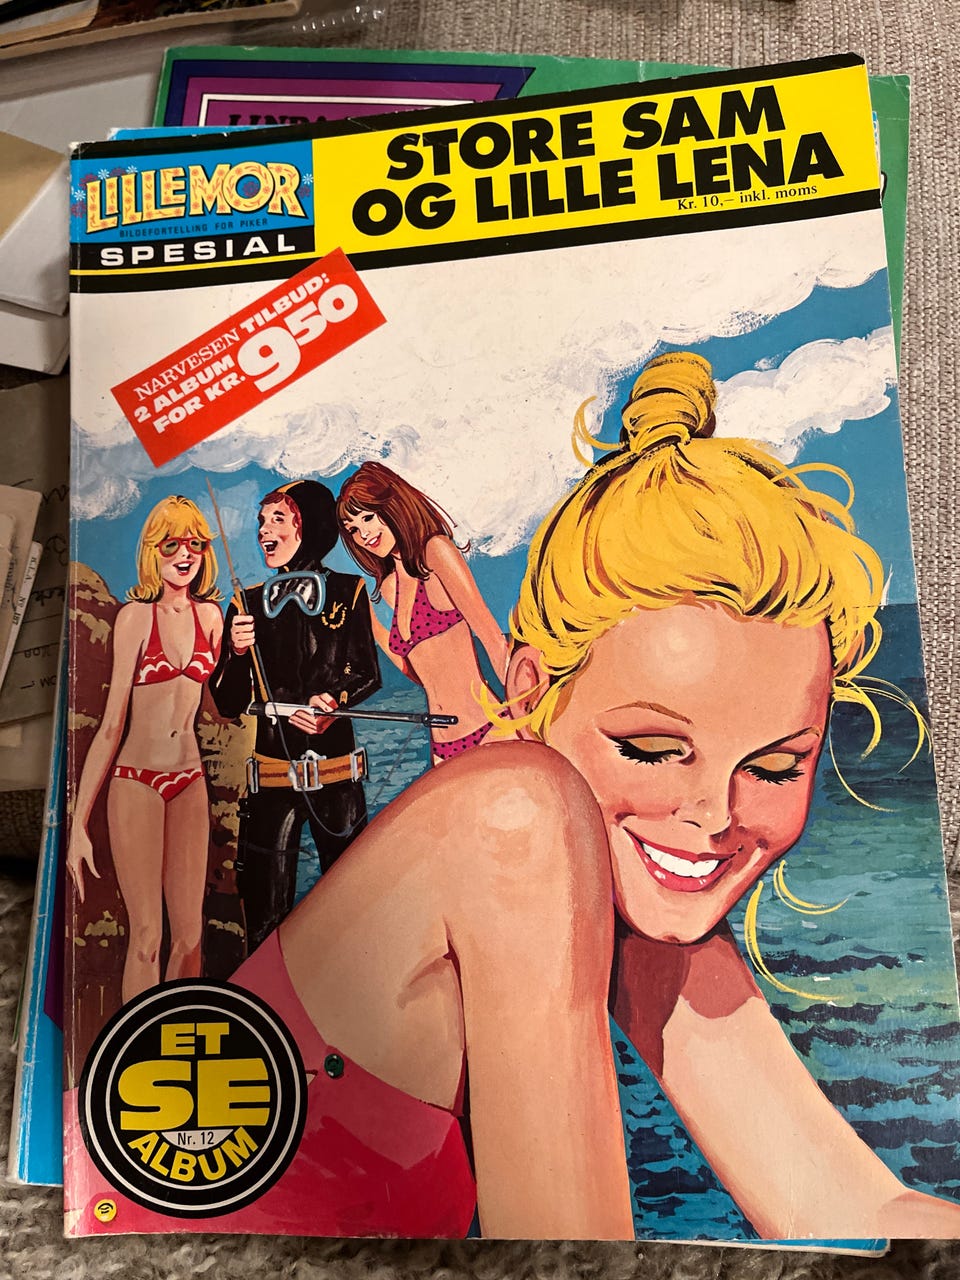 LILLEMOR
BILDEFORTELLING FOR PIKER
SPESIAL
STORE SAM
OG LILLE LENA
Kr. 10,– inkl. moms
NARVESEN TILBUD:
2 ALBUM
FOR KR. 9⁵⁰
ET
SE
Nr. 12
ALBUM